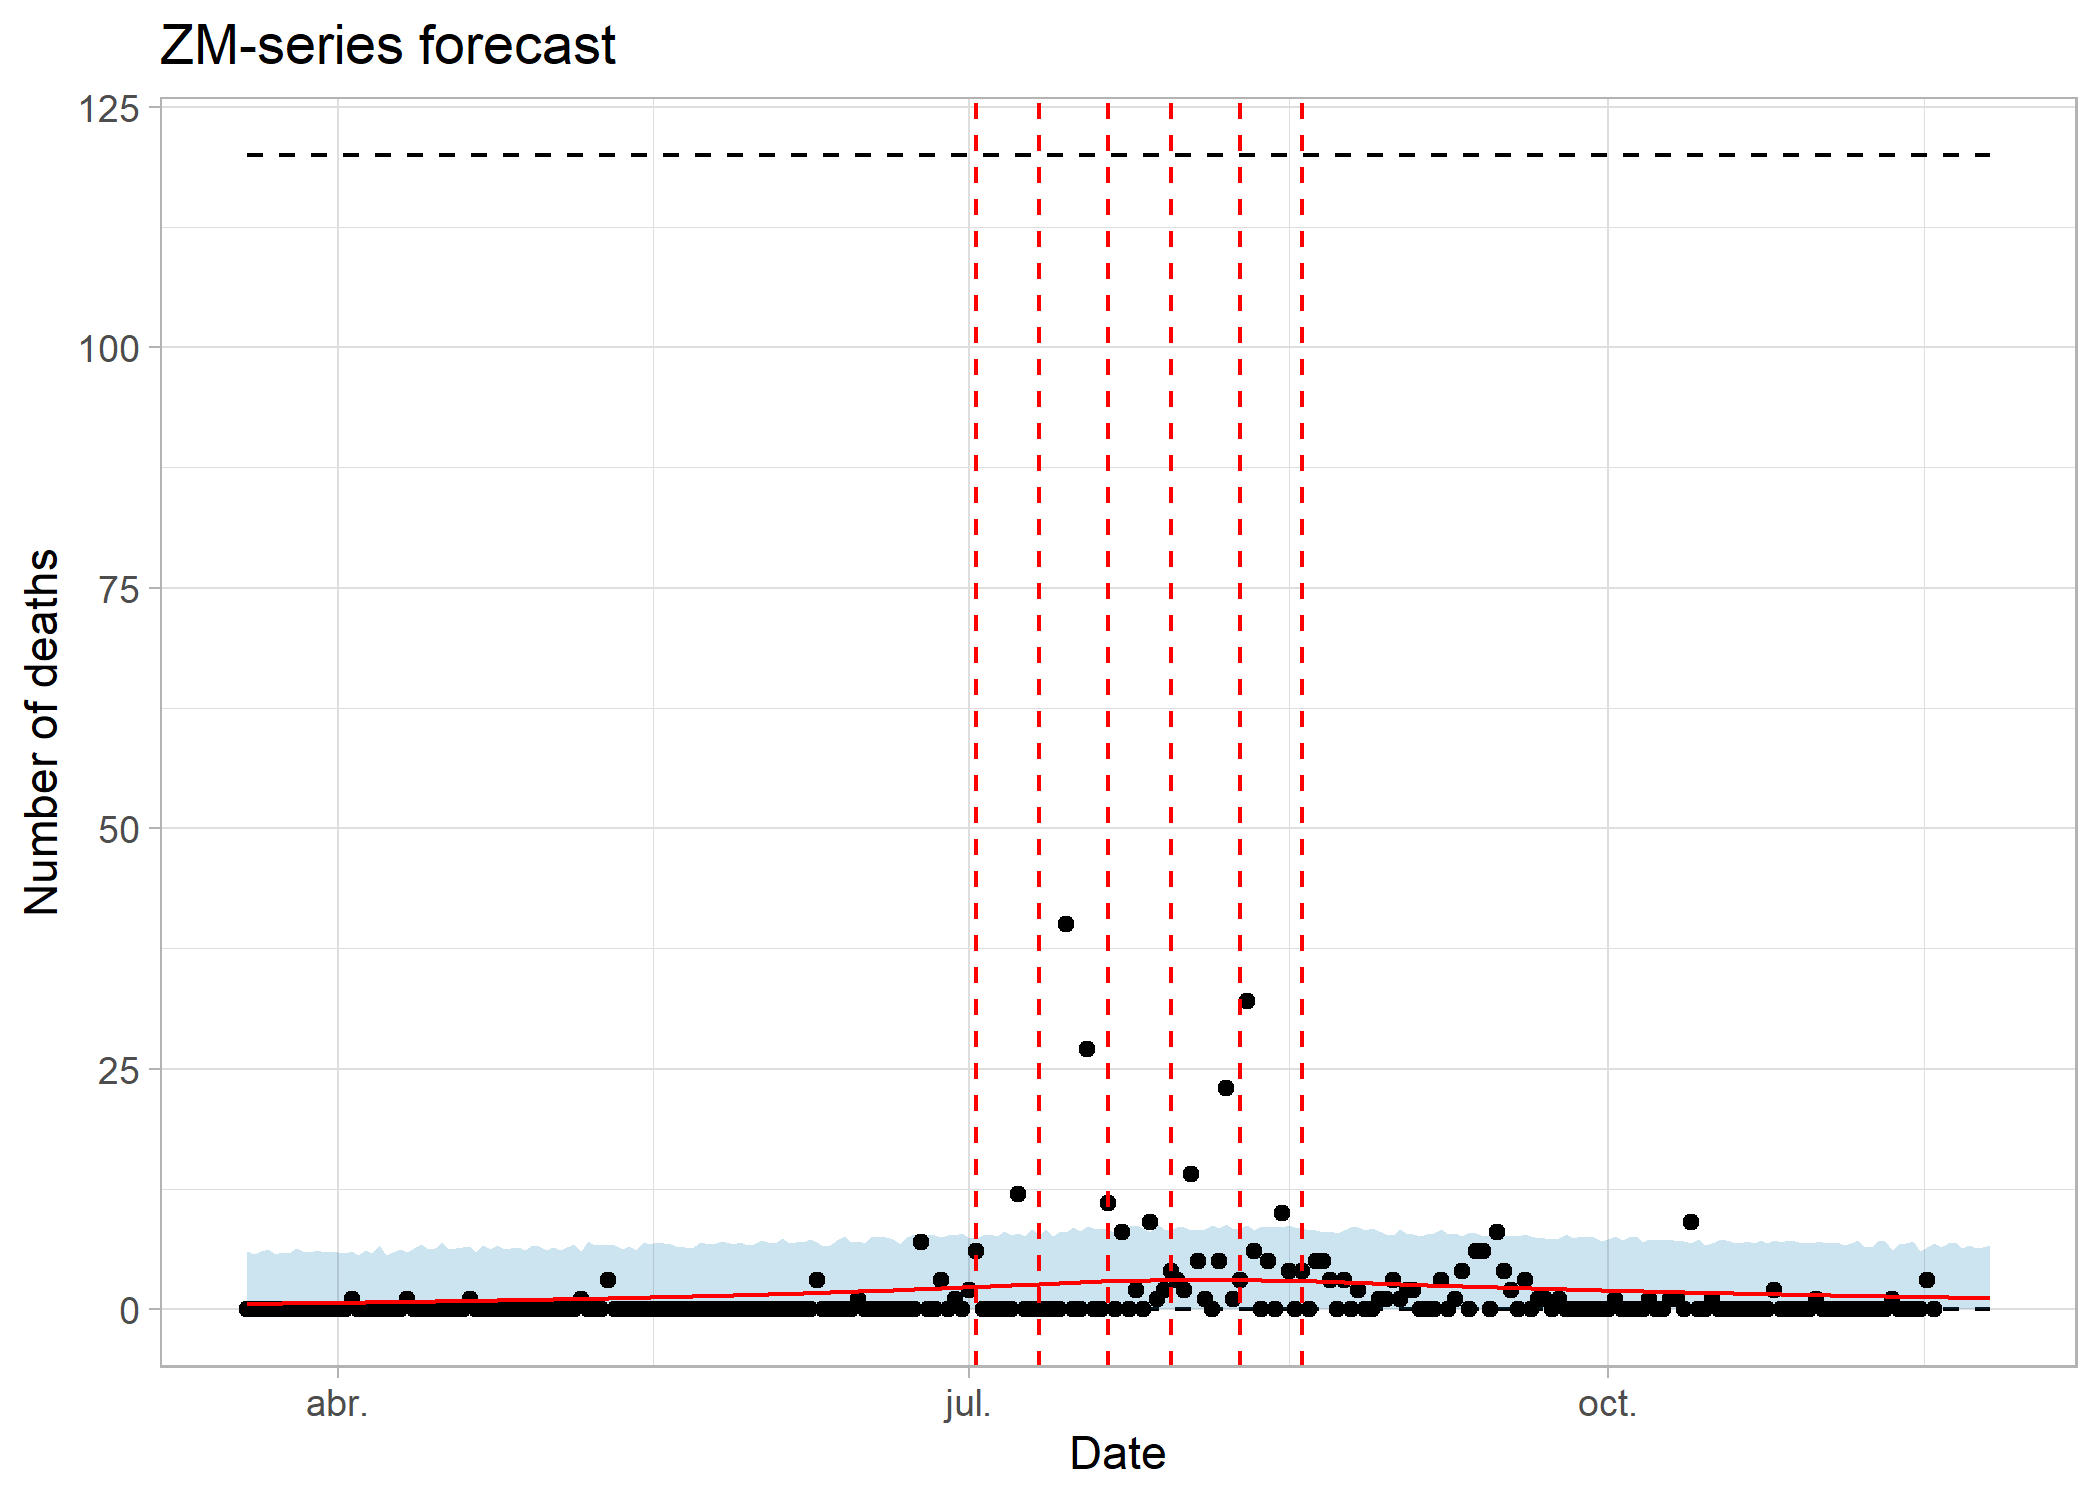 ZM-series forecast
125
100
75
50
25
0
Number of deaths
abr.
jul.
oct.
Date